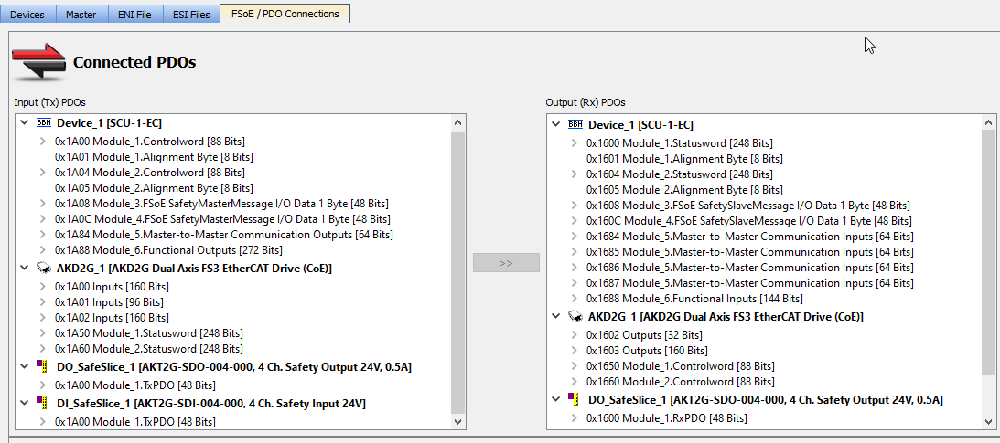 Devices
Master
ENI File
ESI Files
FSoE / PDO Connections
Connected PDOs
Input (Tx) PDOs
BBH Device_1 [SCU-1-EC]
0x1A00 Module_1.Controlword [88 Bits]
0x1A01 Module_1.Alignment Byte [8 Bits]
0x1A04 Module_2.Controlword [88 Bits]
0x1A05 Module_2.Alignment Byte [8 Bits]
0x1A08 Module_3.FSoE SafetyMasterMessage I/O Data 1 Byte [48 Bits]
0x1A0C Module_4.FSoE SafetyMasterMessage I/O Data 1 Byte [48 Bits]
0x1A84 Module_5.Master-to-Master Communication Outputs [64 Bits]
0x1A88 Module_6.Functional Outputs [272 Bits]
AKD2G_1 [AKD2G Dual Axis FS3 EtherCAT Drive (CoE)]
0x1A00 Inputs [160 Bits]
0x1A01 Inputs [96 Bits]
0x1A02 Inputs [160 Bits]
0x1A50 Module_1.Statusword [248 Bits]
0x1A60 Module_2.Statusword [248 Bits]
DO_SafeSlice_1 [AKT2G-SDO-004-000, 4 Ch. Safety Output 24V, 0.5A]
0x1A00 Module_1.TxPDO [48 Bits]
DI_SafeSlice_1 [AKT2G-SDI-004-000, 4 Ch. Safety Input 24V]
0x1A00 Module_1.TxPDO [48 Bits]
>>
Output (Rx) PDOs
BBH Device_1 [SCU-1-EC]
0x1600 Module_1.Statusword [248 Bits]
0x1601 Module_1.Alignment Byte [8 Bits]
0x1604 Module_2.Statusword [248 Bits]
0x1605 Module_2.Alignment Byte [8 Bits]
0x1608 Module_3.FSoE SafetySlaveMessage I/O Data 1 Byte [48 Bits]
0x160C Module_4.FSoE SafetySlaveMessage I/O Data 1 Byte [48 Bits]
0x1684 Module_5.Master-to-Master Communication Inputs [64 Bits]
0x1685 Module_5.Master-to-Master Communication Inputs [64 Bits]
0x1686 Module_5.Master-to-Master Communication Inputs [64 Bits]
0x1687 Module_5.Master-to-Master Communication Inputs [64 Bits]
0x1688 Module_6.Functional Inputs [144 Bits]
AKD2G_1 [AKD2G Dual Axis FS3 EtherCAT Drive (CoE)]
0x1602 Outputs [32 Bits]
0x1603 Outputs [160 Bits]
0x1650 Module_1.Controlword [88 Bits]
0x1660 Module_2.Controlword [88 Bits]
DO_SafeSlice_1 [AKT2G-SDO-004-000, 4 Ch. Safety Output 24V, 0.5A]
0x1600 Module_1.RxPDO [48 Bits]